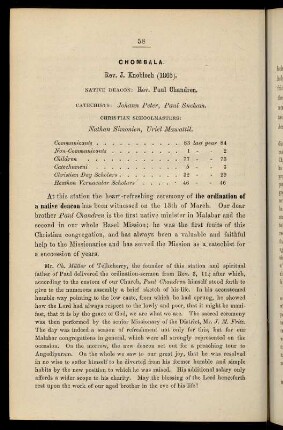 58
CHOMBALA.
Rev. J. Knobloch (1865).
NATIVE DEACON: Rev. Paul Chandren.
CATECHISTS: Johann Peter, Paul
CHRISTIAN SCHOOLMASTERS:
Nathan Simonien, Uriel
Communicants . . . . . . . . . . . 83 last year 84
Non-Communicants . . . . . . . . . 1 - 2
Children . . . . . . . . . . . . . 77 - 75
Catechumens . . . . . . . . . . . 5 - 5
Christian Day Scholars . . . . . . 32 - 29
Heathen Vernacular Scholars . . . 46 - 40
At this station the heart-refreshing ceremony of the ordination of
a native deacon has been witnessed on the 15th of March. Our dear
brother Paul Chandren is the first native minister in Malabar and the
second in our whole Basel Mission; he was the first fruits of this
Christian congregation, and has always been a valuable and faithful
help to the Missionaries and has served the Mission as a catechist for
a succession of years.
Mr. Ch. Müller of Tellicherry, the founder of this station and spiritual
father of Paul delivered the ordination-sermon from Rev. 2, 1; after which,
according to the custom of our Church, Paul Chandren himself stood forth to
give to the numerous assembly a brief sketch of his life. In his accustomed
humble way pointing to the low caste, from which he had sprung, he showed
how the Lord had always respect to the lowly and poor, that it might be mani-
fest, that it is by the grace of God, we are what we are. The sacred ceremony
was then performed by the senior Missionary of the District, Mr. J. M. Fritz.
The day was indeed a season of refreshment not only for this, but for our
Malabar congregations in general, which were all strongly represented on the
occasion. On the morrow, the new deacon set out for a preaching tour to
Angadipuram. On the whole we saw to our great joy, that he was resolved
in no wise to suffer himself to be diverted from his former humble and simple
habits by the new position to which he was raised. His additional salary only
affords a wider scope to his charity. May the blessing of the Lord henceforth
rest upon the work of our aged brother in the eve of his life!